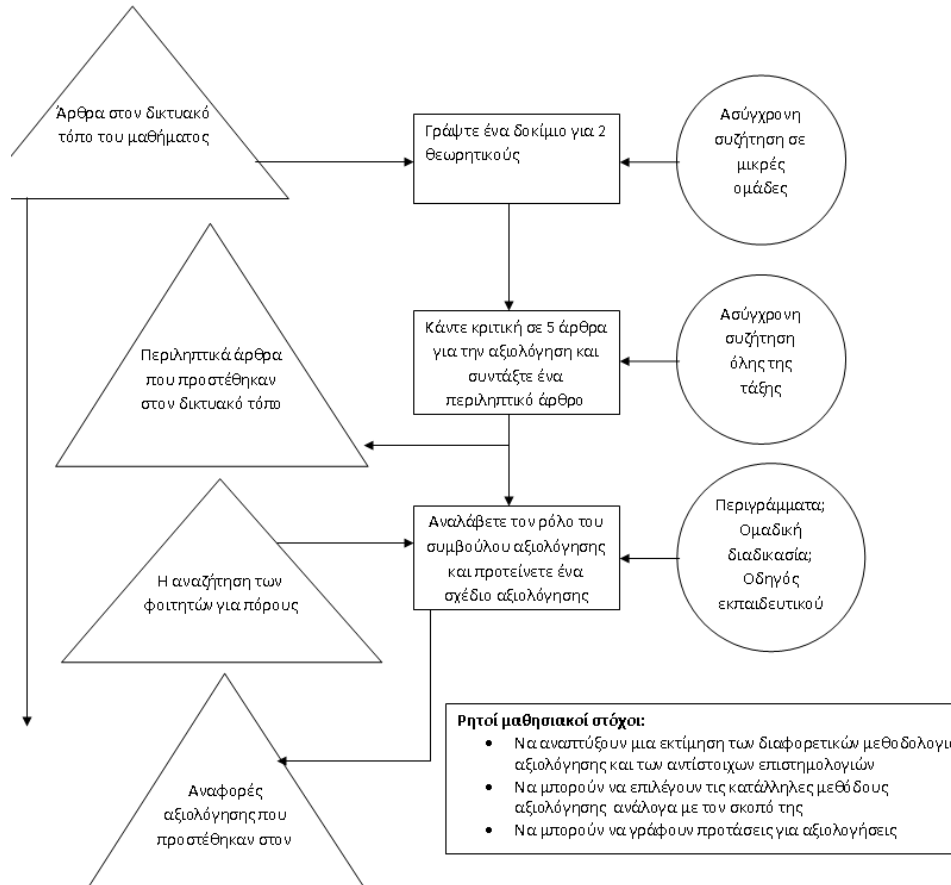 Άρθρα στον δικτυακό
τόπο του μαθήματος
Γράψτε ένα δοκίμιο για 2
θεωρητικούς
Ασύγχρονη
συζήτηση σε
μικρές
ομάδες
Περιληπτικά άρθρα
που προστέθηκαν
στον δικτυακό τόπο
Κάντε κριτική σε 5 άρθρα
για την αξιολόγηση και
συντάξτε ένα
περιληπτικό άρθρο
Ασύγχρονη
συζήτηση
όλης της
τάξης
Η αναζήτηση των
φοιτητών για πόρους
Αναλάβετε τον ρόλο του
συμβούλου αξιολόγησης
και προτείνετε ένα
σχέδιο αξιολόγησης
Περιγράμματα;
Ομαδική
διαδικασία;
Οδηγός
εκπαιδευτικού
Αναφορές
αξιολόγησης που
προστέθηκαν στον
Ρητοί μαθησιακοί στόχοι:
• Να αναπτύξουν μια εκτίμηση των διαφορετικών
αξιολόγησης και των αντίστοιχων επιστημολογιών
• Να μπορούν να επιλέγουν τις κατάλληλες μεθόδους
αξιολόγησης ανάλογα με τον σκοπό της
• Να μπορούν να γράφουν προτάσεις για αξιολογήσεις